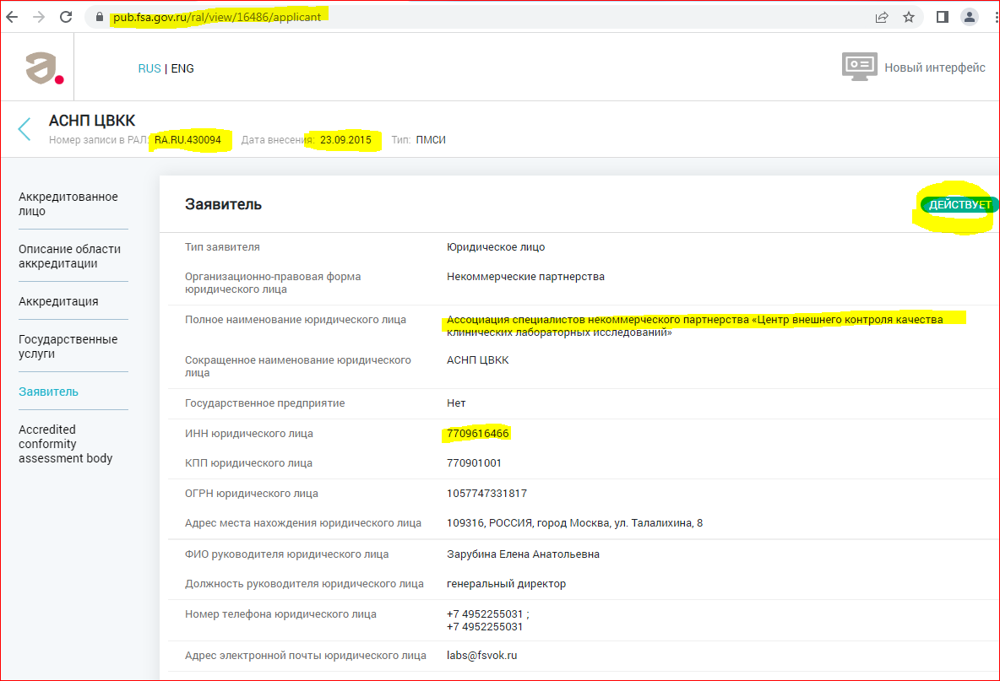 pub.fsa.gov.ru/ral/view/16486/applicant
RUS | ENG
Новый интерфейс
АСНП ЦВКК
Номер записи в РАЛ: RA.RU.430094 Дата внесения: 23.09.2015 Тип: ПМСИ
Аккредитованное
лицо
Описание области
аккредитации
Аккредитация
Государственные
услуги
Заявитель
Accredited
conformity
assessment body
Заявитель
ДЕЙСТВУЕТ
Тип заявителя Юридическое лицо
Организационно-правовая форма
юридического лица
Некоммерческие партнерства
Полное наименование юридического лица
Ассоциация специалистов некоммерческого партнерства «Центр внешнего контроля качества
клинических лабораторных исследований»
Сокращенное наименование юридического
лица
АСНП ЦВКК
Государственное предприятие Нет
ИНН юридического лица 7709616466
КПП юридического лица 770901001
ОГРН юридического лица 1057747331817
Адрес места нахождения юридического лица 109316, РОССИЯ, город Москва, ул. Талалихина, 8
ФИО руководителя юридического лица Зарубина Елена Анатольевна
Должность руководителя юридического лица генеральный директор
Номер телефона юридического лица +7 4952255031 ;
+7 4952255031
Адрес электронной почты юридического лица labs@fsvok.ru